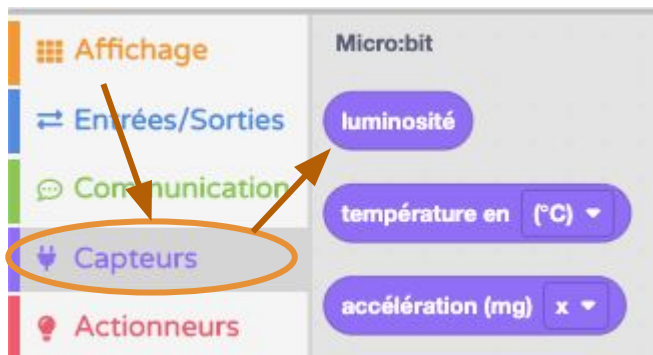 Affichage
Entrées/Sorties
Communication
Capteurs
Actionneurs
Micro:bit
luminosité
température en (°C)
accélération (mg) x